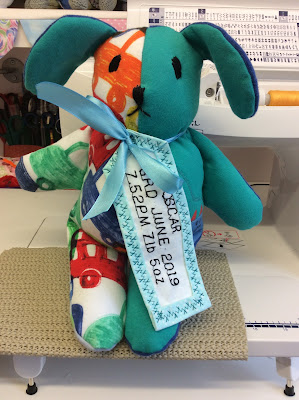 OSCAR
3RD JUNE 2019
7.52PM 7lb 5oz